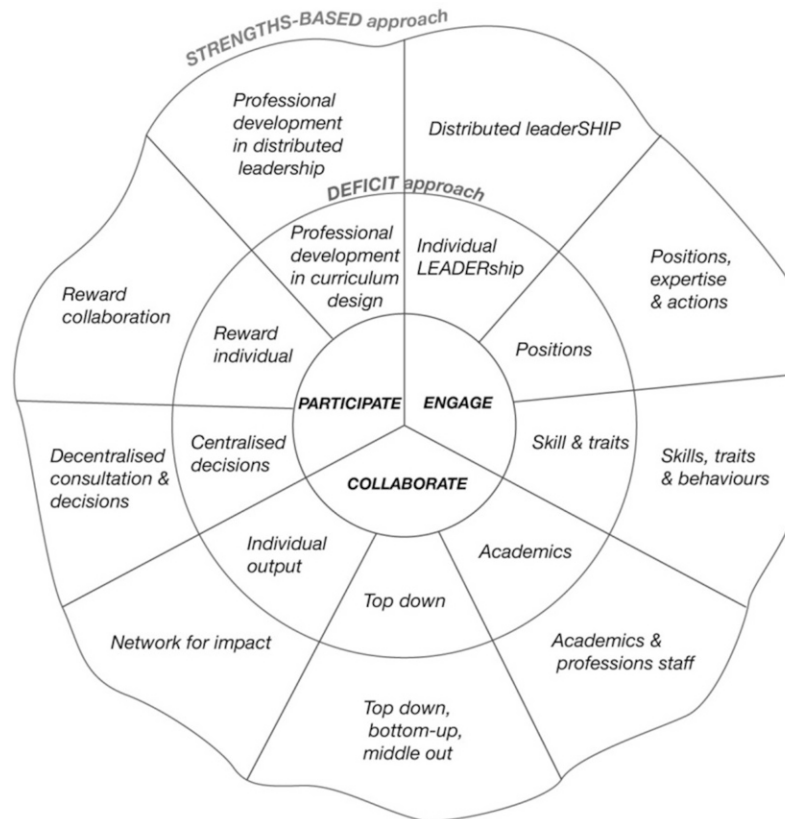 STRENGTHS-BASED approach
Professional
development
in distributed
leadership
Distributed leaderSHIP
DEFICIT approach
Professional
development
in curriculum
design
Individual
LEADERship
Positions,
expertise
& actions
Reward
collaboration
Reward
individual
Positions
PARTICIPATE
ENGAGE
COLLABORATE
Decentralised
consultation &
decisions
Centralised
decisions
Skill & traits
Skills, traits
& behaviours
Individual
output
Top down
Academics
Network for impact
Top down,
bottom-up,
middle out
Academics &
professions staff